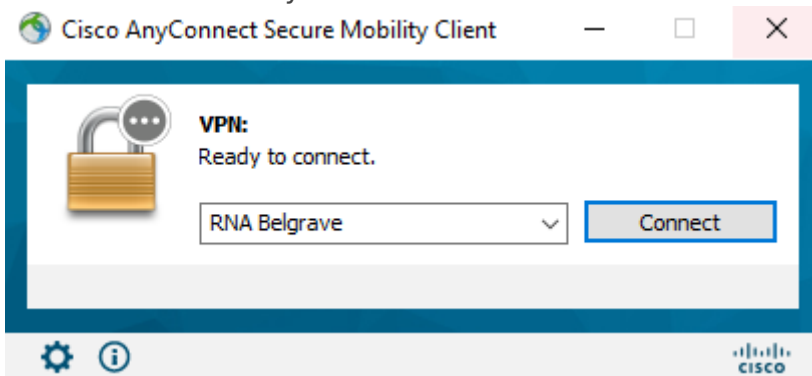 Cisco AnyConnect Secure Mobility Client
VPN:
Ready to connect.
RNA Belgrave
Connect
CISCO